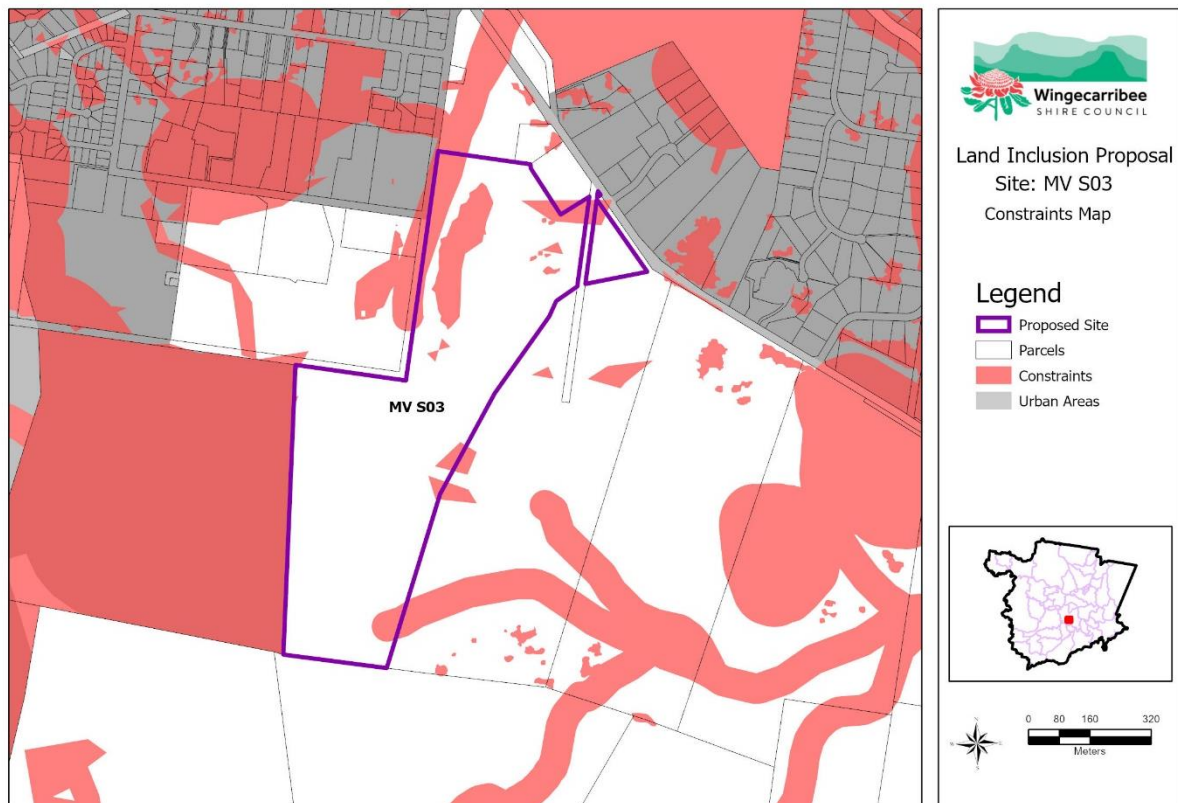 MV S03
Wingecarribee
SHIRE COUNCIL
Land Inclusion Proposal
Site: MV S03
Constraints Map
Legend
Proposed Site
Parcels
Constraints
Urban Areas
N
0 80 160 320
Meters